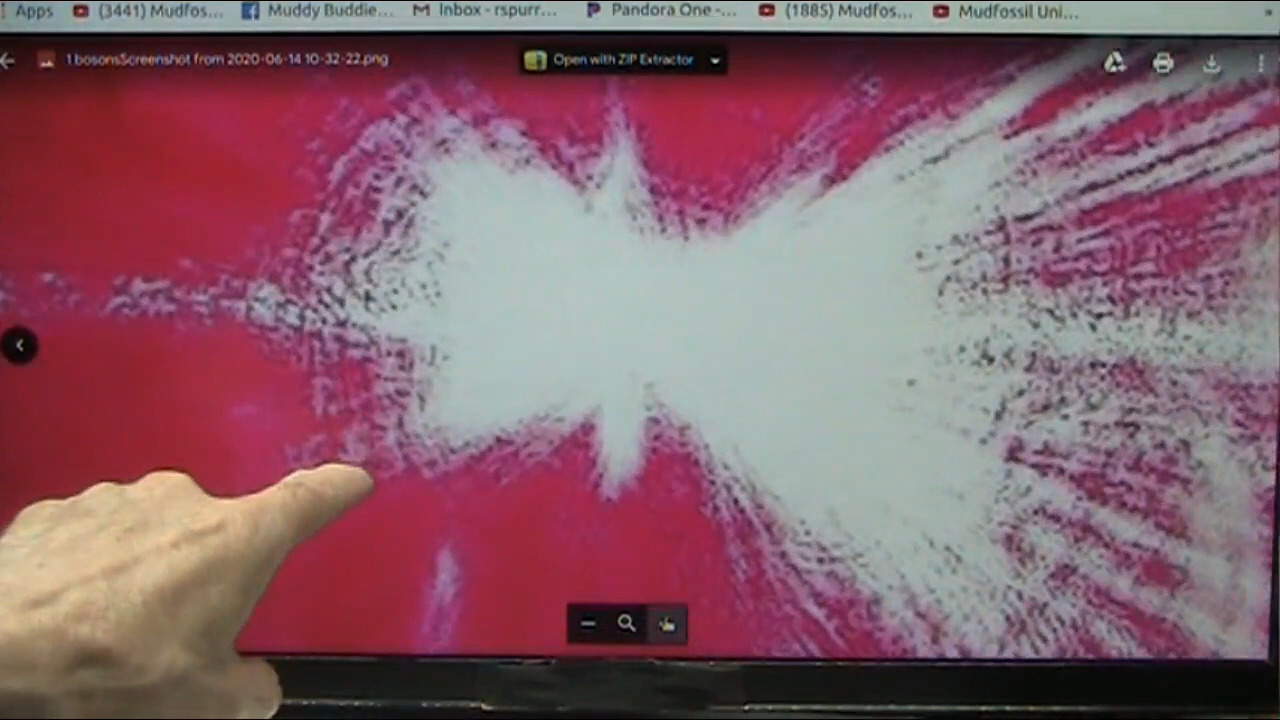 Apps (3441) Mudfos... Muddy Buddie... Inbox - rspurr... Pandora One -... (1885) Mudfos... Mudfossil Uni... »
1 bosonsScreenshot from 2020-06-14 10-32-22.png Open with ZIP Extractor